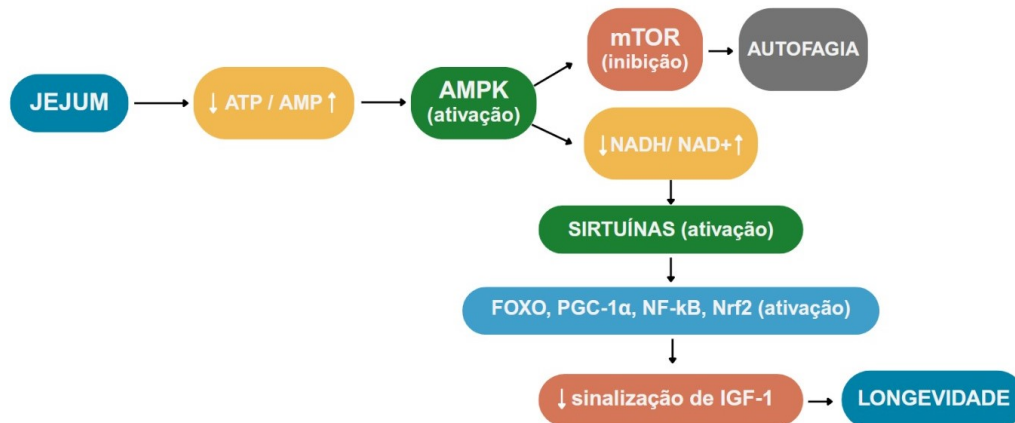 JEJUM
↓ ATP / AMP ↑
AMPK
(ativação)
mTOR
(inibição)
AUTOFAGIA
↓NADH/ NAD+↑
SIRTUÍNAS (ativação)
FOXO, PGC-1α, NF-kB, Nrf2 (ativação)
↓ sinalização de IGF-1
LONGEVIDADE